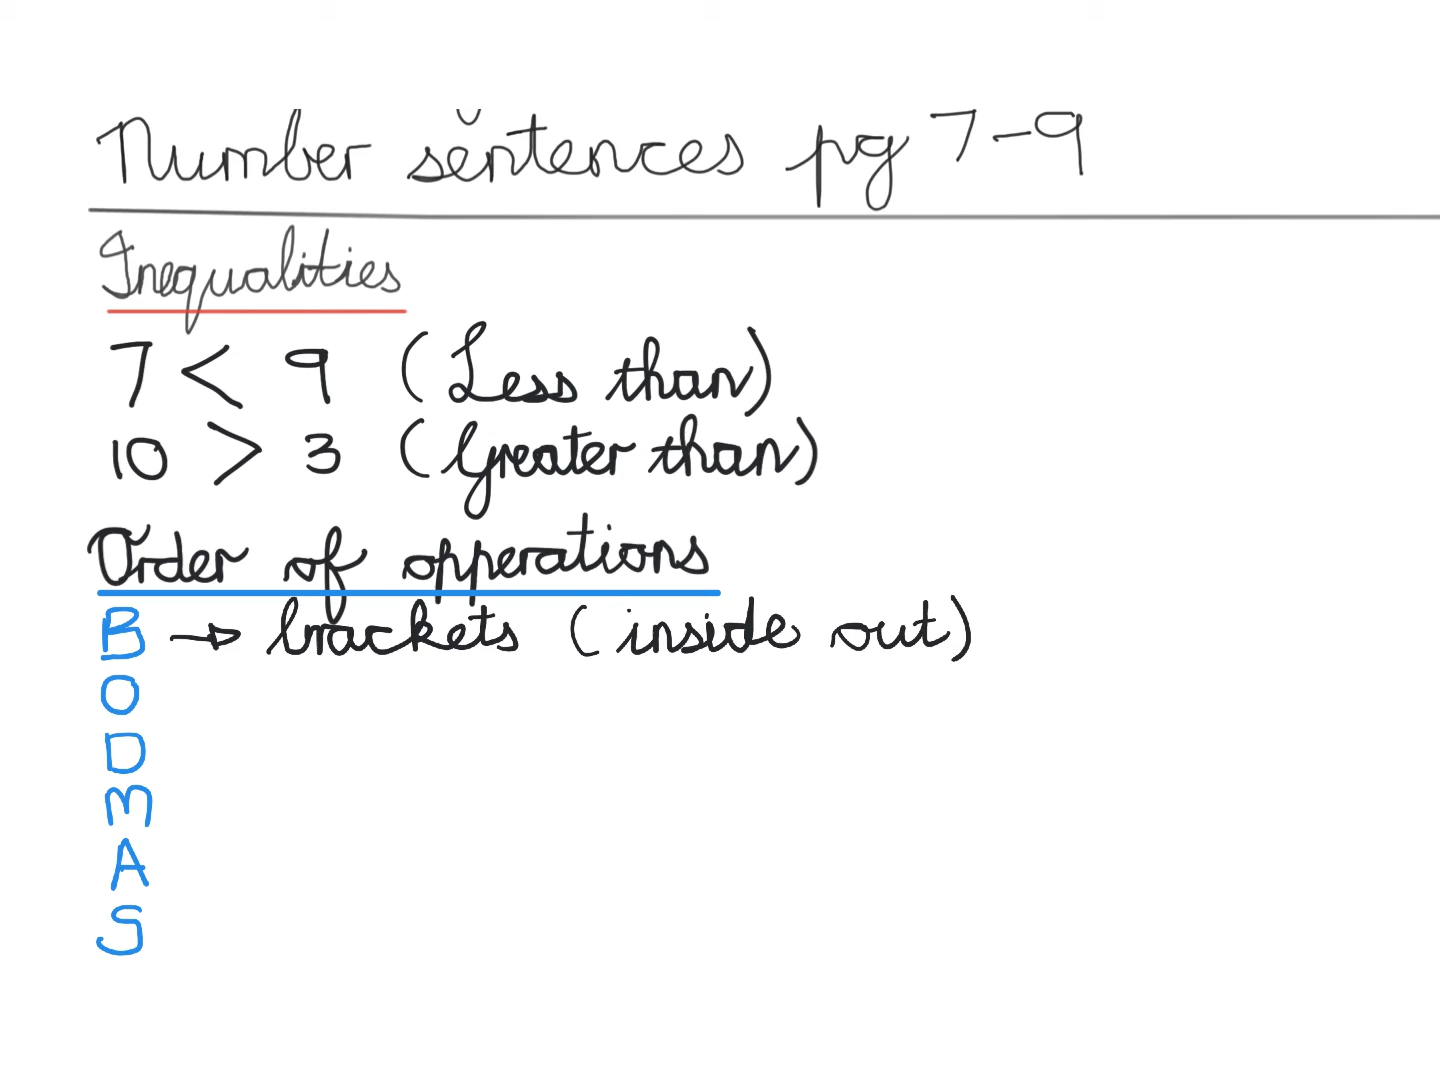 Number sentences pg 7-9
Inequalities
7 < 9 (Less than)
10 > 3 (Greater than)
Order of opperations
B → brackets (inside out)
O
D
M
A
S